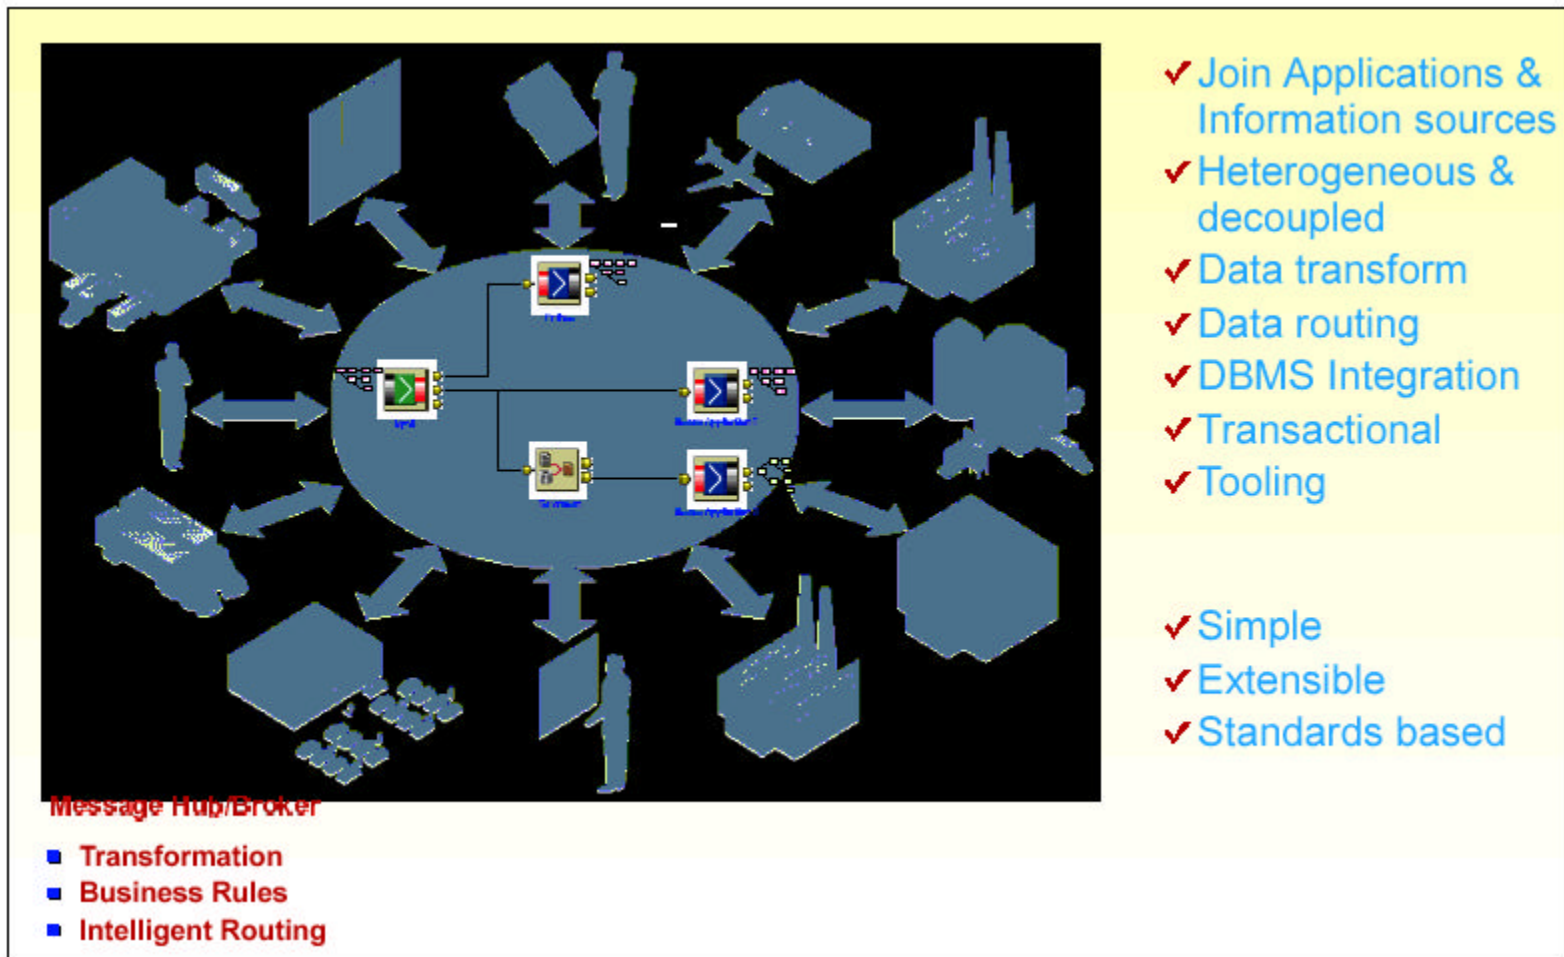 ✓ Join Applications &
Information sources
✓ Heterogeneous &
decoupled
✓ Data transform
✓ Data routing
✓ DBMS Integration
✓ Transactional
✓ Tooling
✓ Simple
✓ Extensible
✓ Standards based
Message Hub/Broker
Transformation
Business Rules
Intelligent Routing